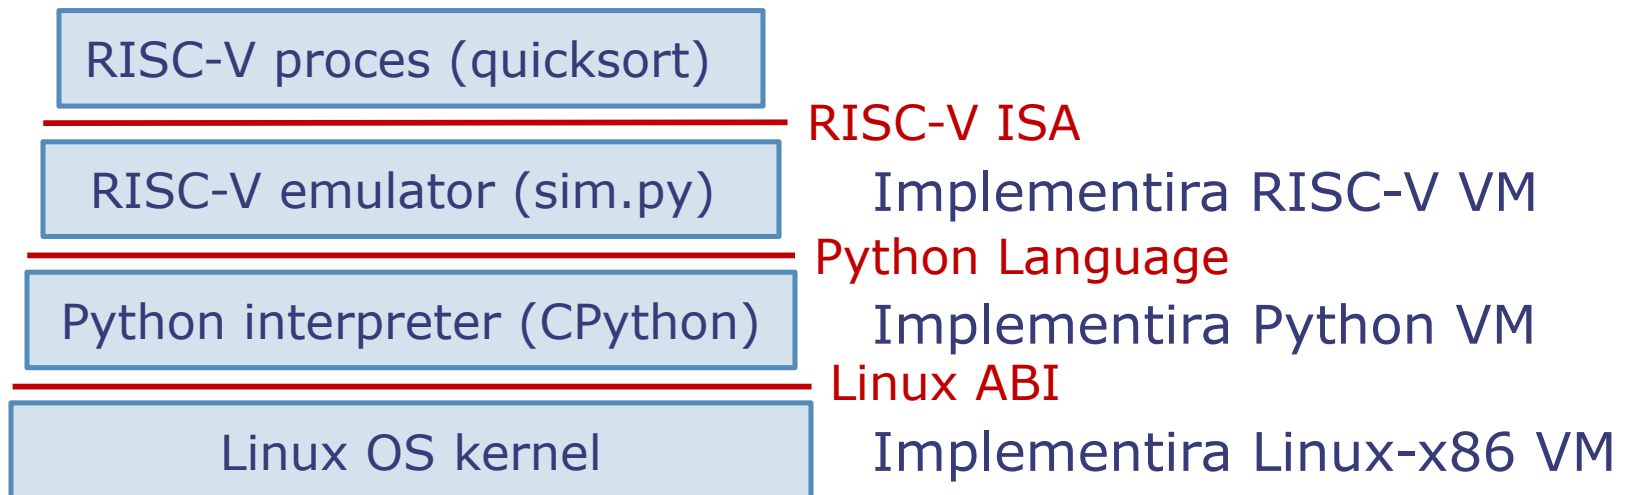 RISC-V proces (quicksort)
RISC-V ISA
RISC-V emulator (sim.py)
Implementira RISC-V VM
Python Language
Python interpreter (CPython)
Implementira Python VM
Linux ABI
Linux OS kernel
Implementira Linux-x86 VM